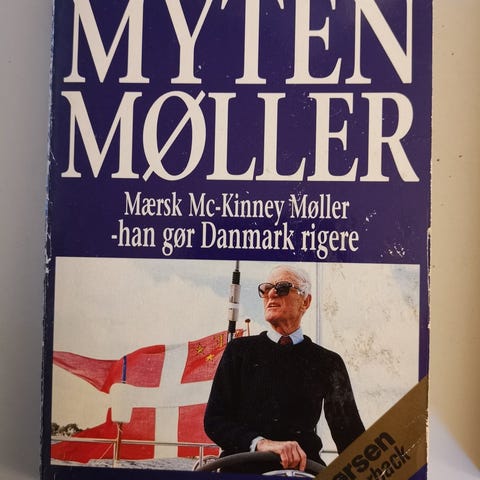 MYTEN
MØLLER
Mærsk Mc-Kinney Møller
-han gør Danmark rigere